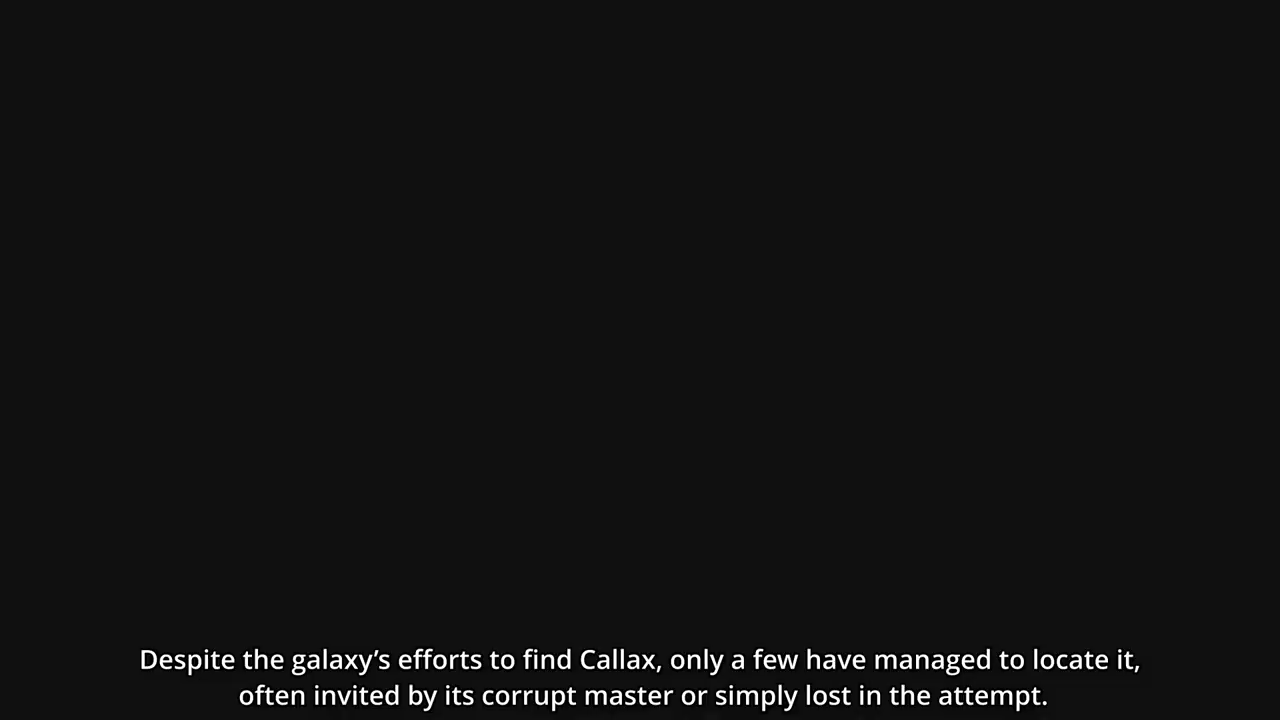 Despite the galaxy’s efforts to find Callax, only a few have managed to locate it,
often invited by its corrupt master or simply lost in the attempt.